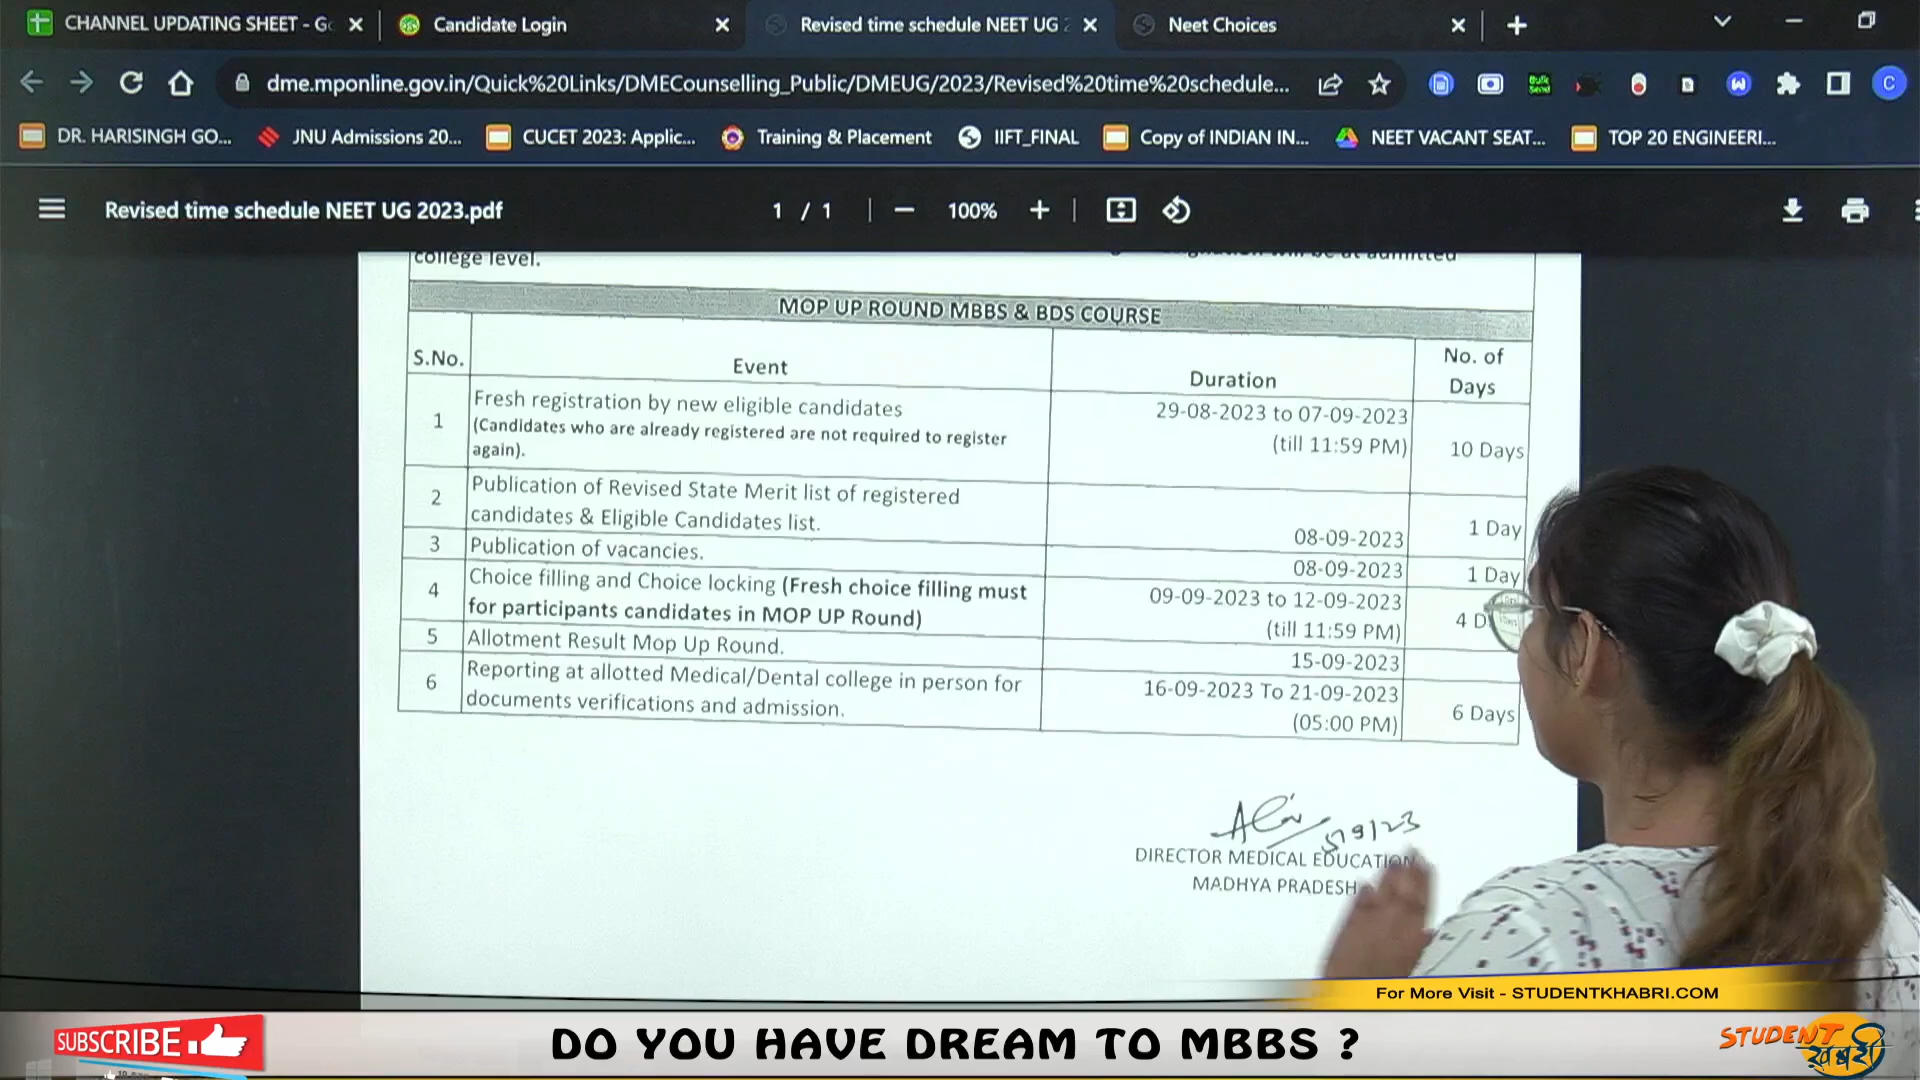 CHANNEL UPDATING SHEET - Go
Candidate Login
Revised time schedule NEET UG 2
Neet Choices
dme.mponline.gov.in/Quick%20Links/DMECounselling_Public/DMEUG/2023/Revised%20time%20schedule...
C
DR. HARISINGH GO...
JNU Admissions 20...
CUCET 2023: Applic...
Training & Placement
IIFT_FINAL
Copy of INDIAN IN...
NEET VACANT SEAT...
TOP 20 ENGINEERI...
Revised time schedule NEET UG 2023.pdf
1 / 1
100%
college level.
will be at admitted
MOP UP ROUND MBBS & BDS COURSE
S.No.
Event
Duration
No. of
Days
1
Fresh registration by new eligible candidates
(Candidates who are already registered are not required to register
again).
29-08-2023 to 07-09-2023
(till 11:59 PM)
10 Days
2
Publication of Revised State Merit list of registered
candidates & Eligible Candidates list.
08-09-2023
1 Day
3
Publication of vacancies.
08-09-2023
1 Day
4
Choice filling and Choice locking (Fresh choice filling must
for participants candidates in MOP UP Round)
09-09-2023 to 12-09-2023
(till 11:59 PM)
4 D
5
Allotment Result Mop Up Round.
15-09-2023
6
Reporting at allotted Medical/Dental college in person for
documents verifications and admission.
16-09-2023 To 21-09-2023
(05:00 PM)
6 Days
5/9/23
DIRECTOR MEDICAL EDUCATION
MADHYA PRADESH
For More Visit - STUDENTKHABRI.COM
SUBSCRIBE
DO YOU HAVE DREAM TO MBBS ?
STUDENT
खबरी